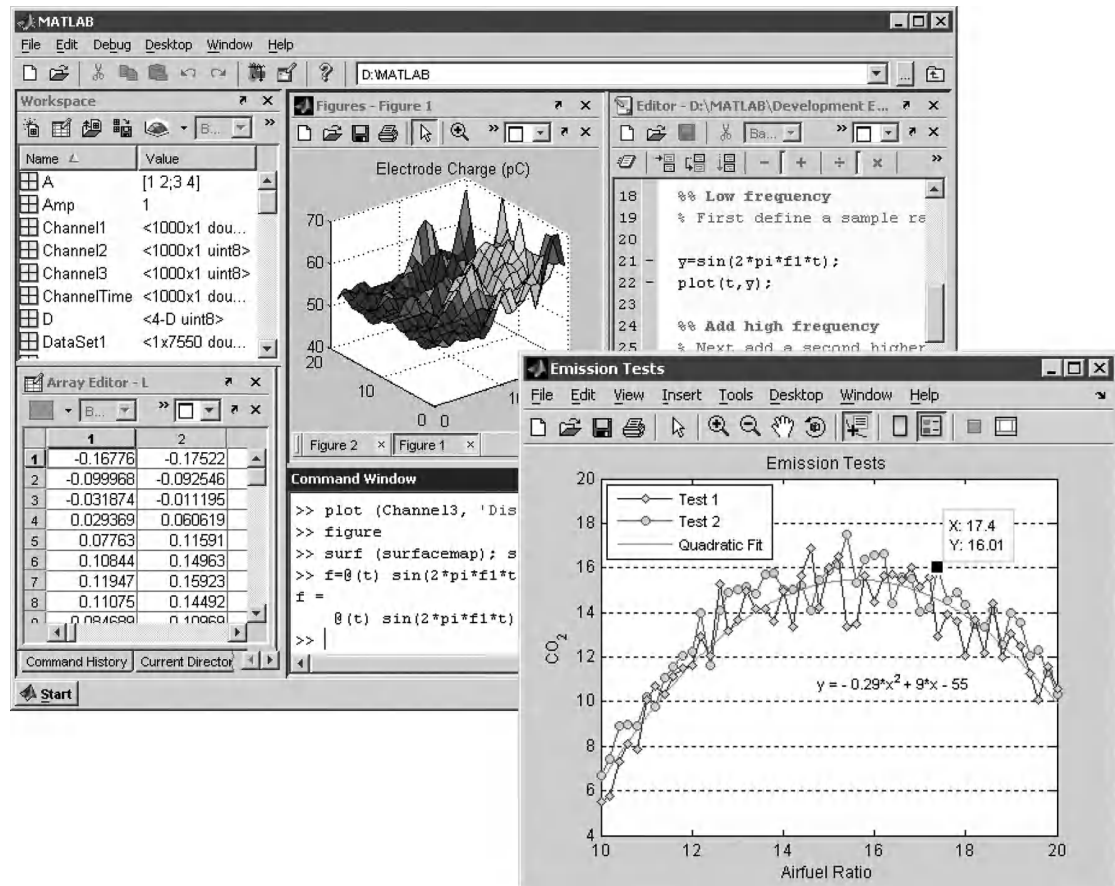 MATLAB
File Edit Debug Desktop Window Help
D:\MATLAB
Workspace
B...
Name Value
A [1 2;3 4]
Amp 1
Channel1 <1000x1 dou...
Channel2 <1000x1 uint8>
Channel3 <1000x1 uint8>
ChannelTime <1000x1 dou...
D <4-D uint8>
DataSet1 <1x7550 dou...
Array Editor - L
B...
1 2
1 -0.16776 -0.17522
2 -0.099968 -0.092546
3 -0.031874 -0.011195
4 0.029369 0.060619
5 0.07763 0.11591
6 0.10844 0.14963
7 0.11947 0.15923
8 0.11075 0.14492
0.084689 0.10969
Command History Current Director
Start
Figures - Figure 1
Electrode Charge (pC)
70
60
50
40
20
10
0 0
Figure 2 Figure 1
Command Window
>> plot (Channel3, 'Dis
>> figure
>> surf (surfacemap); s
>> f=@(t) sin(2*pi*f1*t
f =
@(t) sin(2*pi*f1*t)
>>
Editor - D:\MATLAB\Development E...
Ba...
18 %% Low frequency
19 % First define a sample ra
20
21 - y=sin(2*pi*f1*t);
22 - plot(t,y);
23
24 %% Add high frequency
25 % Next add a second higher
Emission Tests
File Edit View Insert Tools Desktop Window Help
Emission Tests
Test 1
Test 2
Quadratic Fit
X: 17.4
Y: 16.01
y = - 0.29*x² + 9*x - 55
CO₂
20
18
16
14
12
10
8
6
4
10 12 14 16 18 20
Airfuel Ratio